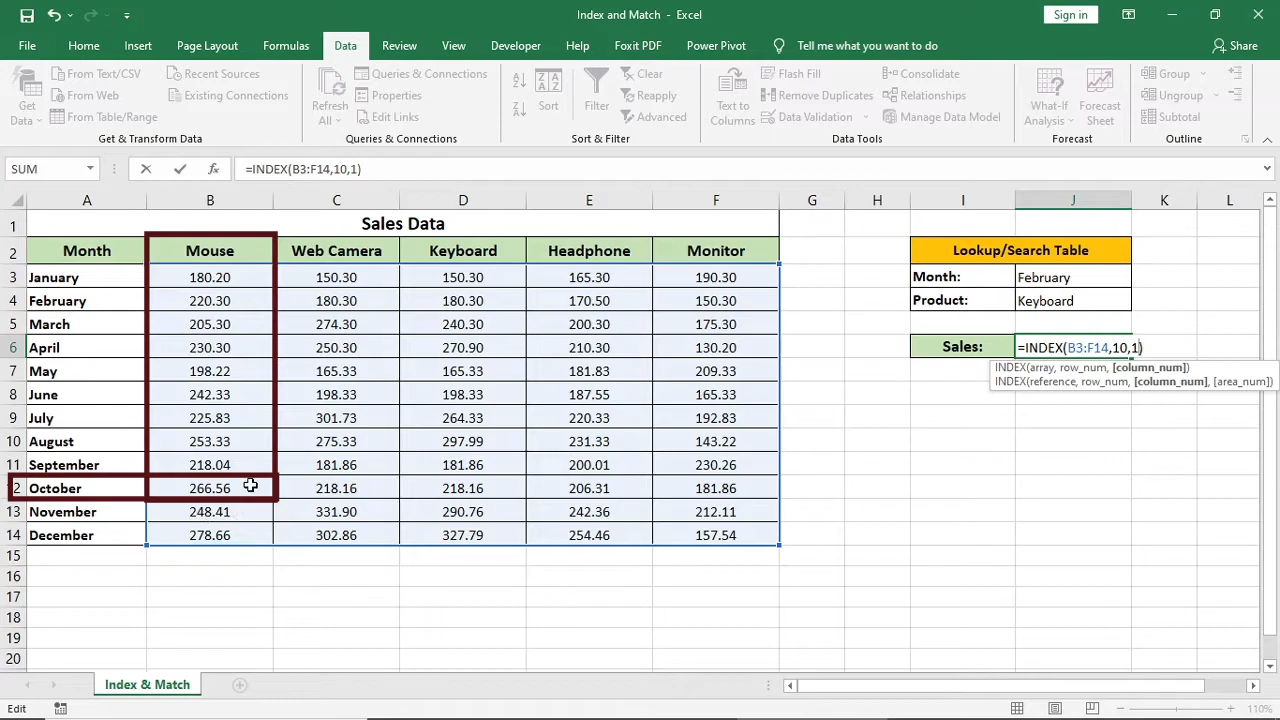 Index and Match - Excel
Sign in
File Home Insert Page Layout Formulas Data Review View Developer Help Foxit PDF Power Pivot Tell me what you want to do Share
From Text/CSV Recent Sources Queries & Connections Clear Flash Fill Consolidate Group
From Web Existing Connections Properties Reapply Remove Duplicates Relationships Ungroup
From Table/Range Edit Links Advanced Data Validation Manage Data Model Subtotal
Get Data Refresh All Sort Filter Text to Columns What-If Analysis Forecast Sheet
Get & Transform Data Queries & Connections Sort & Filter Data Tools Forecast Outline
SUM =INDEX(B3:F14,10,1)
A B C D E F G H I J K L
1 Sales Data
2 Month Mouse Web Camera Keyboard Headphone Monitor Lookup/Search Table
3 January 180.20 150.30 150.30 165.30 190.30 Month: February
4 February 220.30 180.30 180.30 170.50 150.30 Product: Keyboard
5 March 205.30 274.30 240.30 200.30 175.30
6 April 230.30 250.30 270.90 210.30 130.20 Sales: =INDEX(B3:F14,10,1)
7 May 198.22 165.33 165.33 181.83 209.33 INDEX(array, row_num, [column_num])
INDEX(reference, row_num, [column_num], [area_num])
8 June 242.33 198.33 198.33 187.55 165.33
9 July 225.83 301.73 264.33 220.33 192.83
10 August 253.33 275.33 297.99 231.33 143.22
11 September 218.04 181.86 181.86 200.01 230.26
2 October 266.56 218.16 218.16 206.31 181.86
13 November 248.41 331.90 290.76 242.36 212.11
14 December 278.66 302.86 327.79 254.46 157.54
15
16
17
18
19
20
Index & Match
Edit 110%